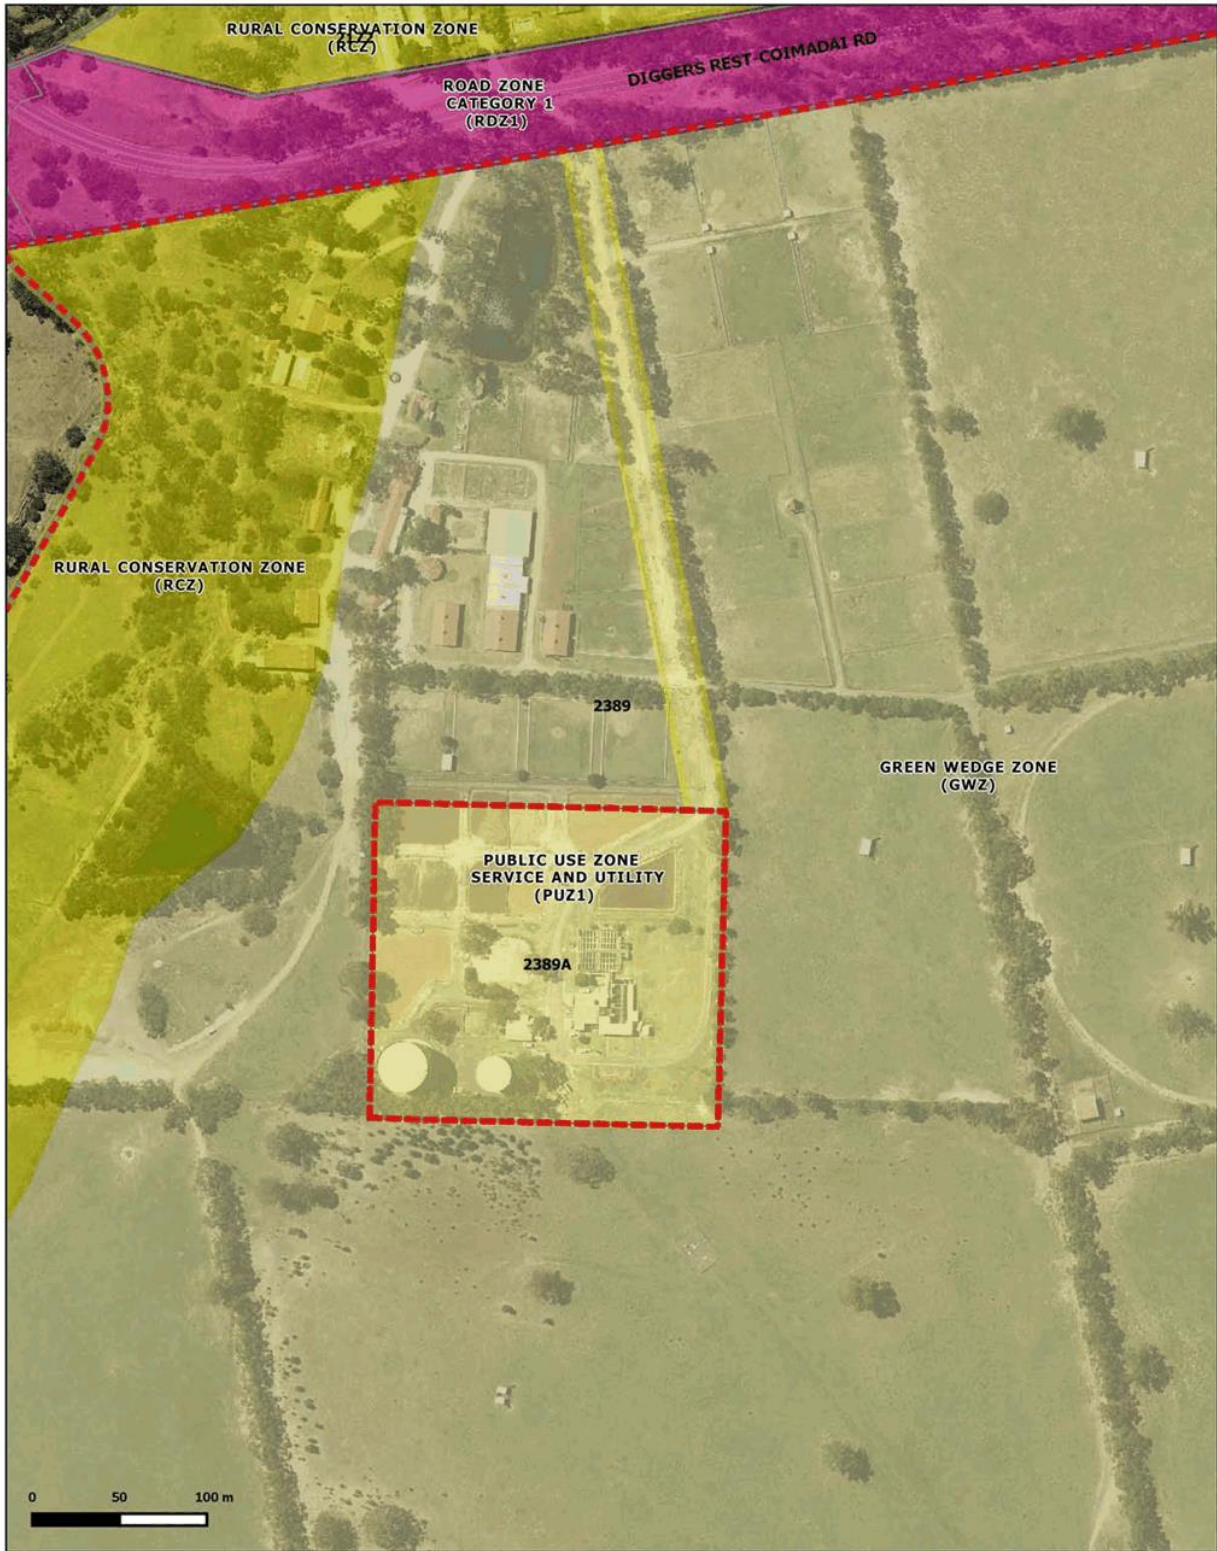 RURAL CONSERVATION ZONE
(RCZ)
2172
ROAD ZONE
CATEGORY 1
(RDZ1)
DIGGERS REST-COIMADAI RD
RURAL CONSERVATION ZONE
(RCZ)
2389
GREEN WEDGE ZONE
(GWZ)
PUBLIC USE ZONE
SERVICE AND UTILITY
(PUZ1)
2389A
0 50 100 m